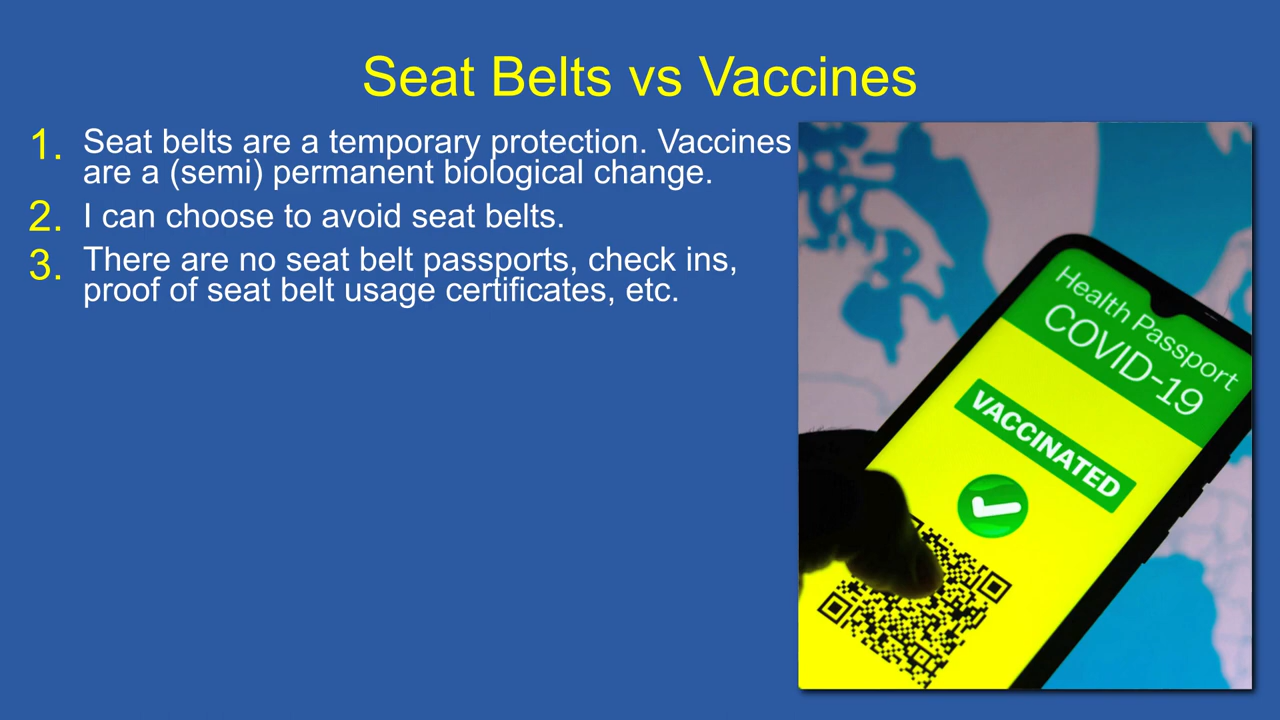 Seat Belts vs Vaccines
1. Seat belts are a temporary protection. Vaccines
are a (semi) permanent biological change.
2. I can choose to avoid seat belts.
3. There are no seat belt passports, check ins,
proof of seat belt usage certificates, etc.
Health Passport
COVID-19
VACCINATED